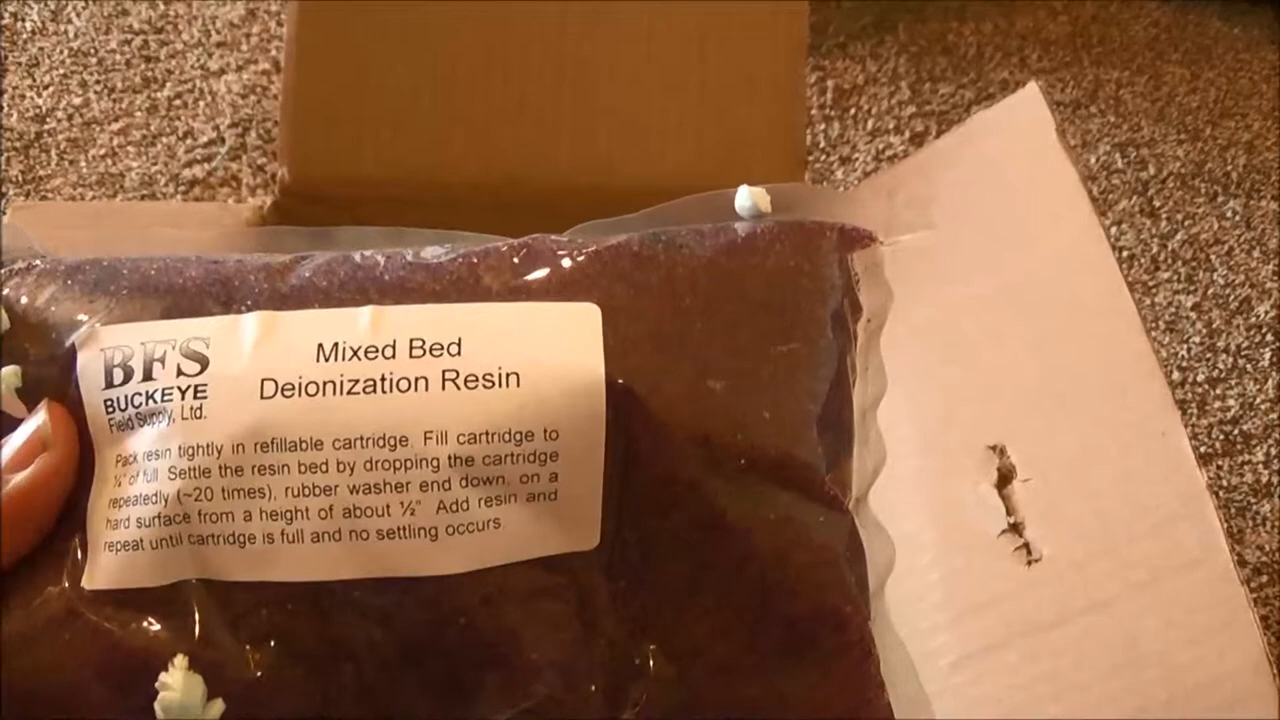 BFS
BUCKEYE
Field Supply, Ltd.
Mixed Bed
Deionization Resin
Pack resin tightly in refillable cartridge. Fill cartridge to
¼" of full. Settle the resin bed by dropping the cartridge
repeatedly (~20 times), rubber washer end down, on a
hard surface from a height of about ½". Add resin and
repeat until cartridge is full and no settling occurs.